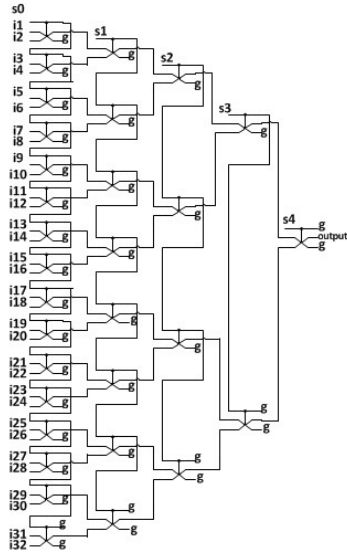 s0
i1
s1
i2 g
g
i3
s2
i4 g
g
i5
i6 g
s3
g
i7
g
i8 g
i9
i10 g
g
i11
i12 g
g
i13
s4 g
i14 g
output
g
g
i15
i16 g
i17
i18 g
g
i19
i20 g
g
i21
i22 g
g
i23
i24 g
g
i25
g
i26 g
g
i27
g
i28 g
g
i29
i30 g
g
i31 g
g
i32 g